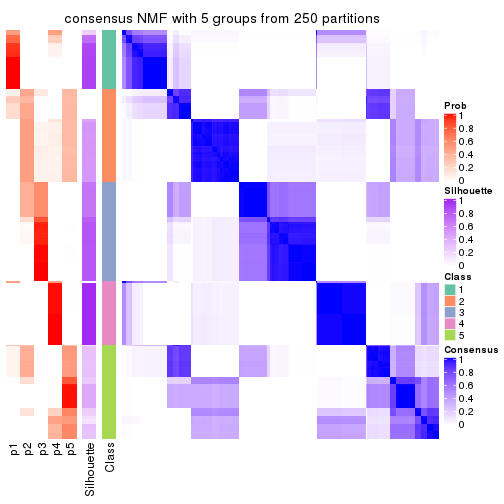 consensus NMF with 5 groups from 250 partitions
Prob
1
0.8
0.6
0.4
0.2
0
Silhouette
1
0.8
0.6
0.4
0.2
0
Class
1
2
3
4
5
Consensus
1
0.8
0.6
0.4
0.2
0
p1
p2
p3
p4
p5
Silhouette
Class